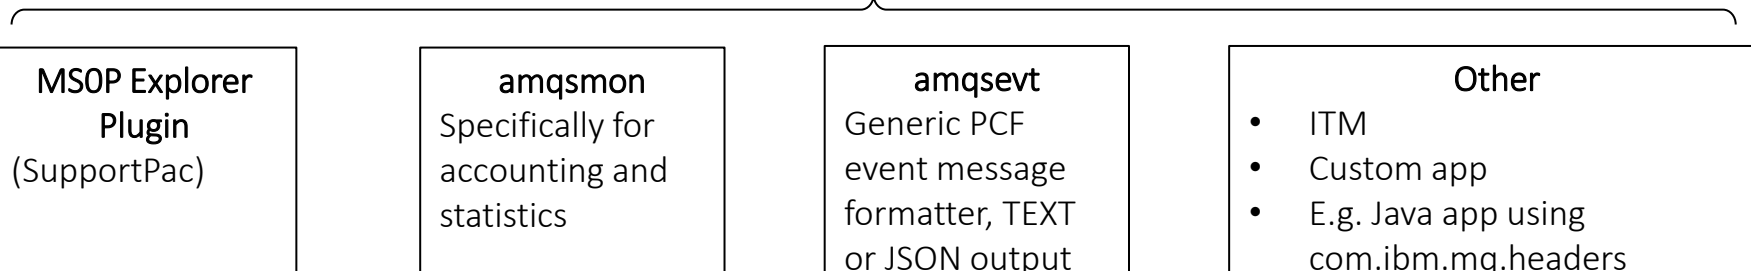 MS0P Explorer
Plugin
(SupportPac)
amqsmon
Specifically for
accounting and
statistics
amqsevt
Generic PCF
event message
formatter, TEXT
or JSON output
Other
• ITM
• Custom app
• E.g. Java app using
com.ibm.mq.headers